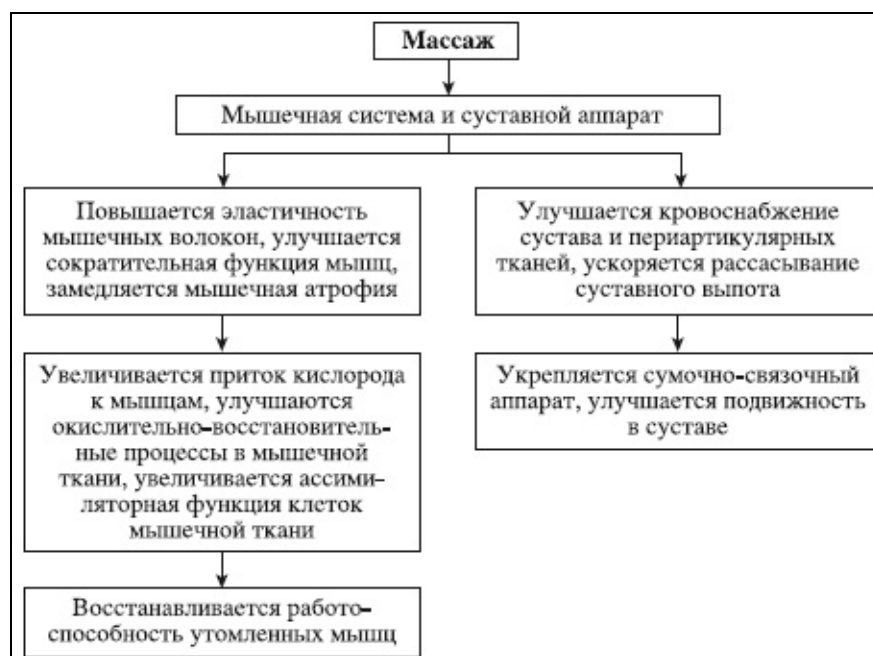 Массаж
Мышечная система и суставной аппарат
Повышается эластичность
мышечных волокон, улучшается
сократительная функция мышц,
замедляется мышечная атрофия
Улучшается кровоснабжение
сустава и периартикулярных
тканей, ускоряется рассасывание
суставного выпота
Увеличивается приток кислорода
к мышцам, улучшаются
окислительно-восстановитель-
ные процессы в мышечной
ткани, увеличивается ассими-
ляторная функция клеток
мышечной ткани
Укрепляется сумочно-связочный
аппарат, улучшается подвижность
в суставе
Восстанавливается работо-
способность утомленных мышц